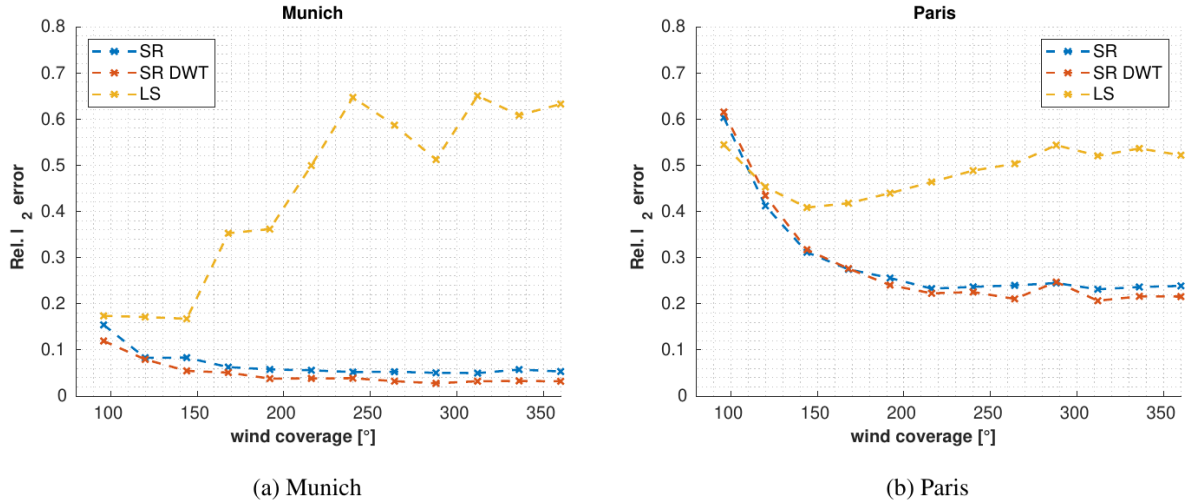 Munich
0.8
0.7
0.6
0.5
0.4
0.3
0.2
0.1
0
Rel. l 2 error
SR
SR DWT
LS
100
150
200
250
300
350
wind coverage [°]
(a) Munich
Paris
0.8
0.7
0.6
0.5
0.4
0.3
0.2
0.1
0
Rel. l 2 error
SR
SR DWT
LS
100
150
200
250
300
350
wind coverage [°]
(b) Paris